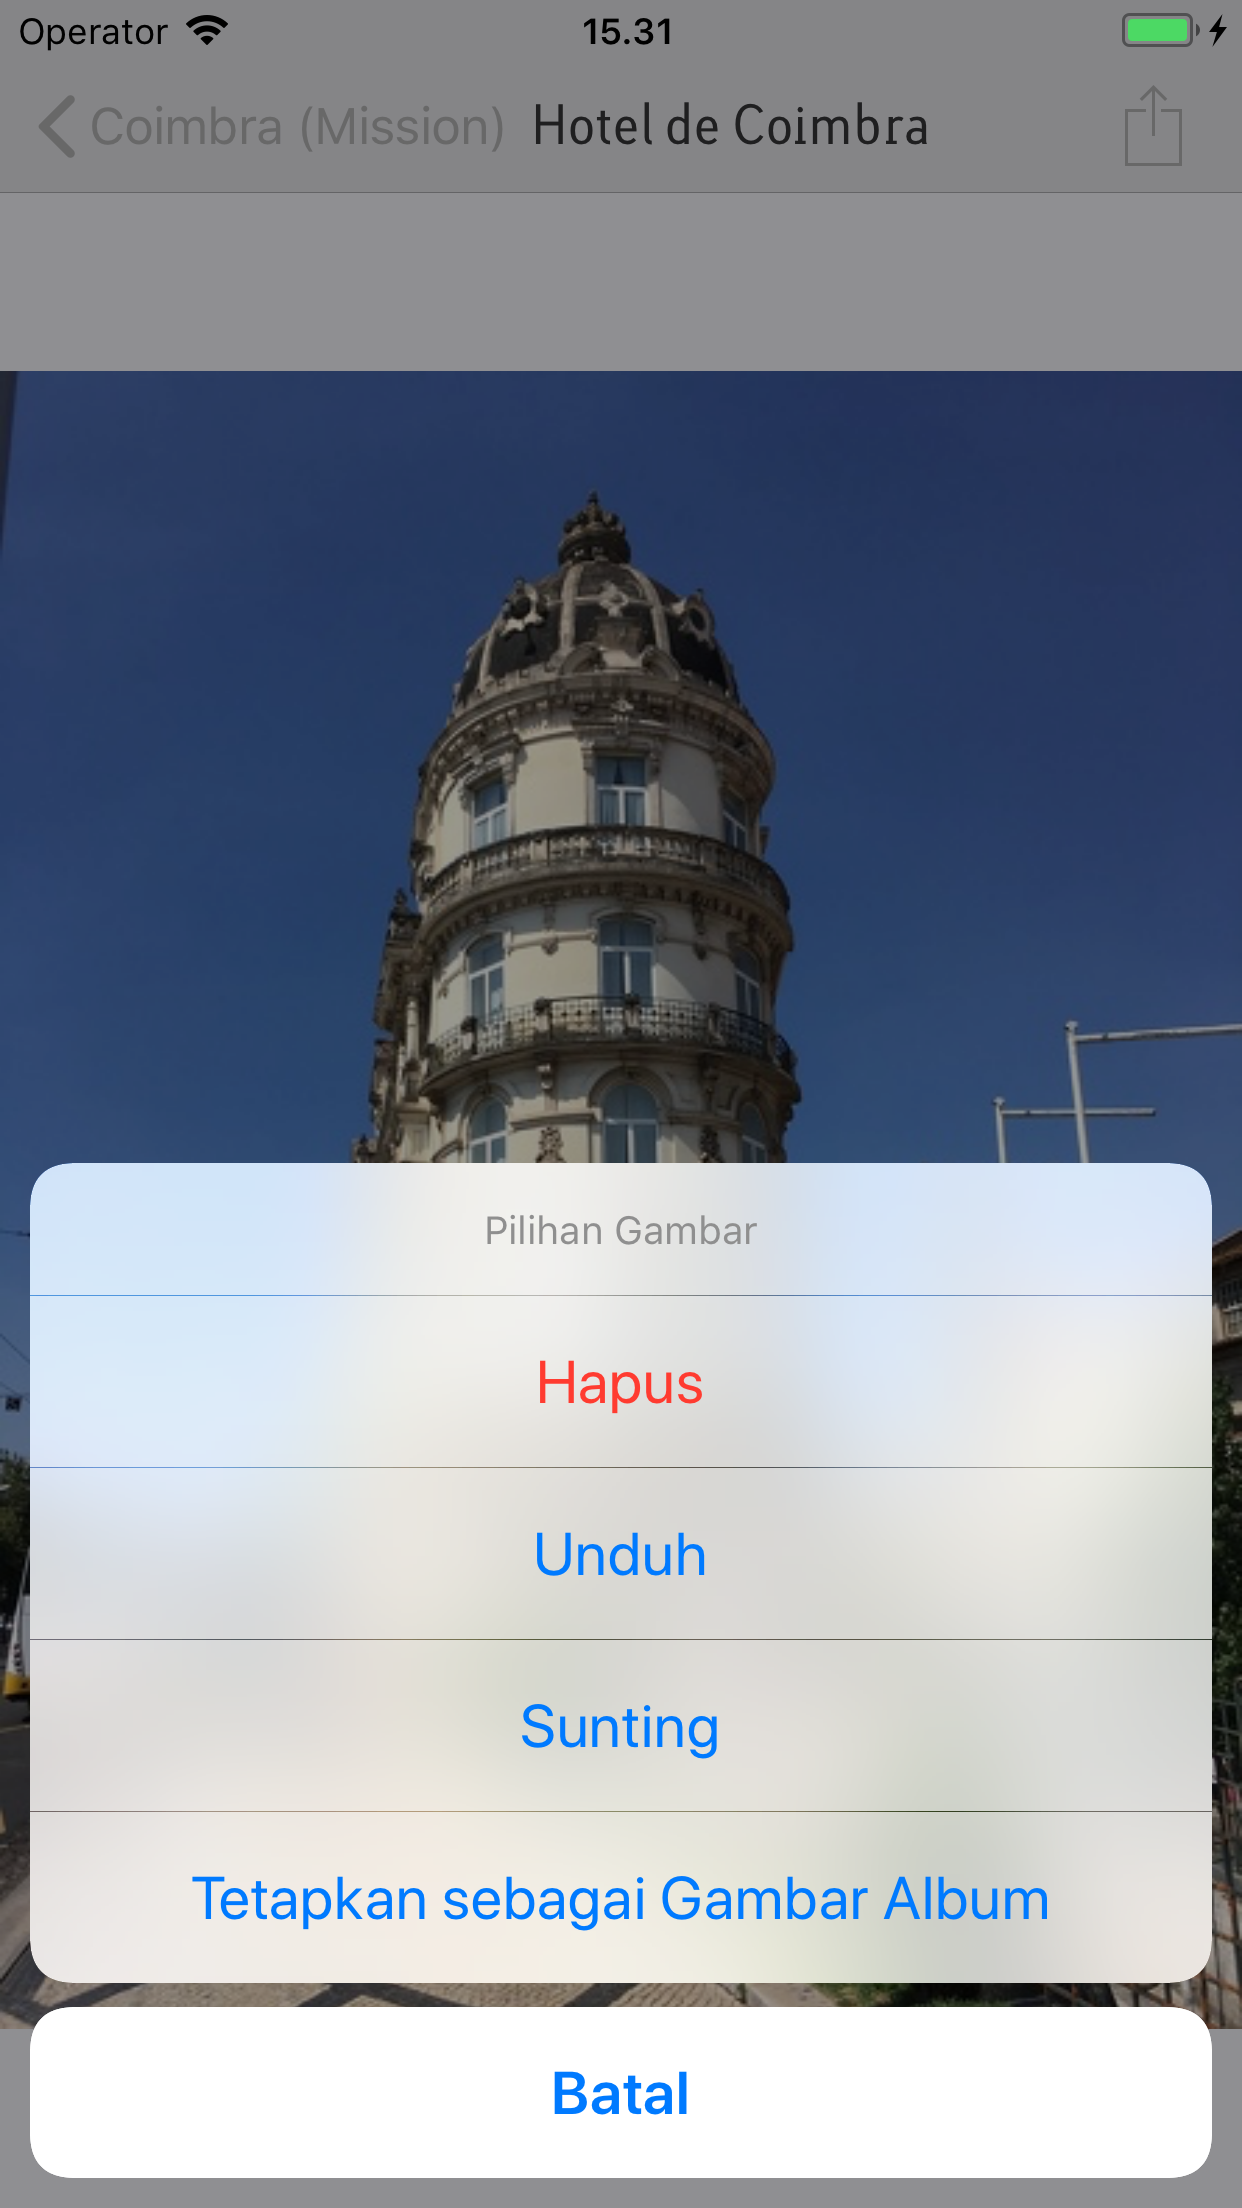 Operator 15.31
Coimbra (Mission) Hotel de Coimbra
Pilihan Gambar
Hapus
Unduh
Sunting
Tetapkan sebagai Gambar Album
Batal